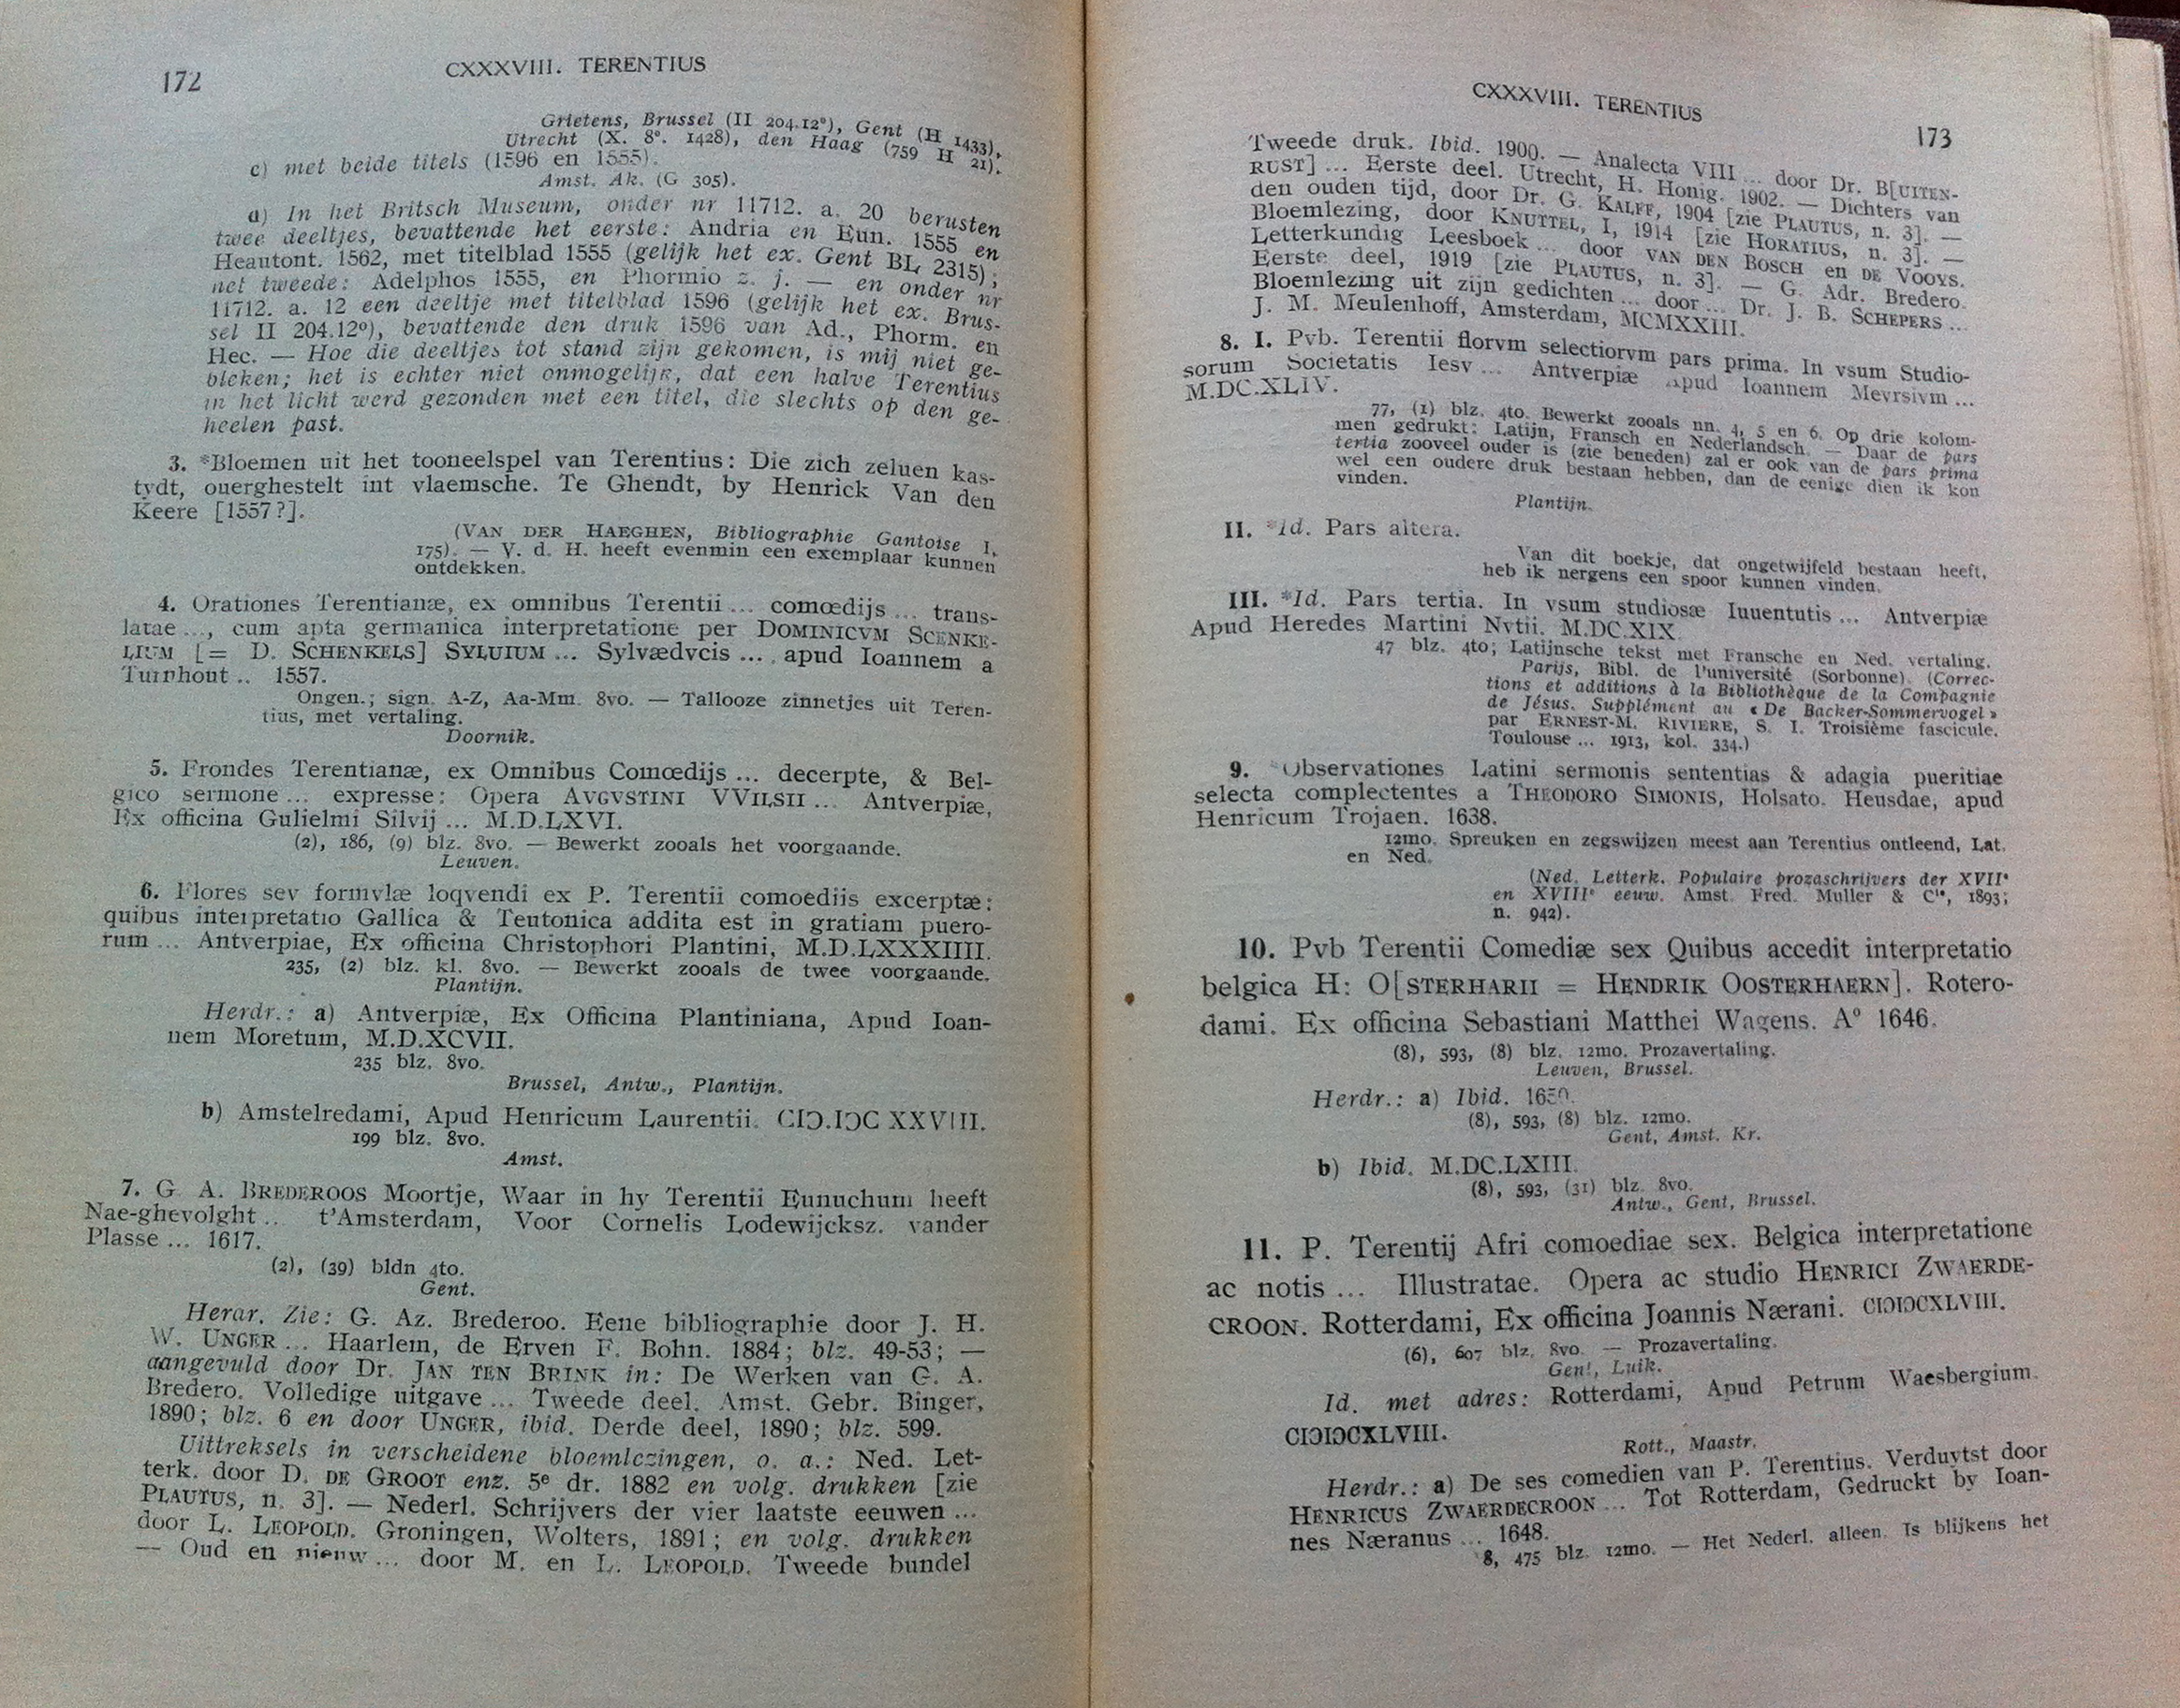 172
CXXXVIII. TERENTIUS
Grietens, Brussel (II 204.12°), Gent (H 1433),
Utrecht (X. 8°. 1428), den Haag (759 H 21).
c) met beide titels (1596 en 1555).
Amst. Ak. (G 305).
a) In het Britsch Museum, onder nr 11712. a. 20 berusten
twee deeltjes, bevattende het eerste: Andria en Eun. 1555 en
Heautont. 1562, met titelblad 1555 (gelijk het ex. Gent BL 2315);
het tweede: Adelphos 1555, en Phormio z. j. — en onder nr
11712. a. 12 een deeltje met titelblad 1596 (gelijk het ex. Brus-
sel II 204.12º), bevattende den druk 1596 van Ad., Phorm. en
Hec. — Hoe die deeltjes tot stand zijn gekomen, is mij niet ge-
bleken; het is echter niet onmogelijk, dat een halve Terentius
in het licht werd gezonden met een titel, die slechts op den ge-
heelen past.
3. *Bloemen uit het tooneelspel van Terentius: Die zich zeluen kas-
tydt, ouerghestelt int vlaemsche. Te Ghendt, by Henrick Van den
Keere [1557?].
(VAN DER HAEGHEN, Bibliographie Gantoise I,
175). — V. d. H. heeft evenmin een exemplaar kunnen
ontdekken.
4. Orationes Terentianæ, ex omnibus Terentii ... comœdijs ... trans-
latae ..., cum apta germanica interpretatione per DOMINICVM SCENKE-
LIUM [= D. SCHENKELS] SYLUIUM ... Sylvædvcis ... , apud Ioannem a
Turnhout .. 1557.
Ongen.; sign. A-Z, Aa-Mm. 8vo. — Tallooze zinnetjes uit Teren-
tius, met vertaling.
Doornik.
5. Frondes Terentianæ, ex Omnibus Comœdijs ... decerpte, & Bel-
gico sermone ... expresse: Opera AVGVSTINI VVILSII ... Antverpiæ,
Ex officina Gulielmi Silvij ... M.D.LXVI.
(2), 186, (9) blz. 8vo. — Bewerkt zooals het voorgaande.
Leuven.
6. Flores sev formvlæ loqvendi ex P. Terentii comoediis excerptæ:
quibus interpretatio Gallica & Teutonica addita est in gratiam puero-
rum ... Antverpiae, Ex officina Christophori Plantini, M.D.LXXXIIII.
235, (2) blz. kl. 8vo. — Bewerkt zooals de twee voorgaande.
Plantijn.
Herdr.: a) Antverpiæ, Ex Officina Plantiniana, Apud Ioan-
nem Moretum, M.D.XCVII.
235 blz. 8vo.
Brussel, Antw., Plantijn.
b) Amstelredami, Apud Henricum Laurentii. CIƆ.IƆC XXVIII.
199 blz. 8vo.
Amst.
7. G A. BREDEROOS Moortje, Waar in hy Terentii Eunuchum heeft
Nae-ghevolght .. t'Amsterdam, Voor Cornelis Lodewijcksz. vander
Plasse ... 1617.
(2), (39) bldn 4to.
Gent.
Herdr. Zie: G. Az. Brederoo. Eene bibliographie door J. H.
W. UNGER ... Haarlem, de Erven F. Bohn. 1884; blz. 49-53; —
aangevuld door Dr. JAN TEN BRINK in: De Werken van G. A.
Bredero. Volledige uitgave ... Tweede deel. Amst. Gebr. Binger,
1890; blz. 6 en door UNGER, ibid. Derde deel, 1890; blz. 599.
Uittreksels in verscheidene bloemlezingen, o. a.: Ned. Let-
terk. door D. DE GROOT enz. 5e dr. 1882 en volg. drukken [zie
PLAUTUS, n. 3]. — Nederl. Schrijvers der vier laatste eeuwen ...
door L. LEOPOLD. Groningen, Wolters, 1891; en volg. drukken
— Oud en nieuw ... door M. en L. LEOPOLD. Tweede bundel
CXXXVIII. TERENTIUS
173
Tweede druk. Ibid. 1900. — Analecta VIII ... door Dr. B[UITEN-
RUST] ... Eerste deel. Utrecht, H. Honig. 1902. — Dichters van
den ouden tijd, door Dr. G. KALFF, 1904 [zie PLAUTUS, n. 3]. —
Bloemlezing, door KNUTTEL, I, 1914 [zie HORATIUS, n. 3]. —
Letterkundig Leesboek ... door VAN DEN BOSCH en DE VOOYS.
Eerste deel, 1919 [zie PLAUTUS, n. 3]. — G. Adr. Bredero.
Bloemlezing uit zijn gedichten ... door ... Dr. J. B. SCHEPERS ...
J. M. Meulenhoff, Amsterdam, MCMXXIII.
8. I. Pvb. Terentii florvm selectiorvm pars prima. In vsum Studio-
sorum Societatis Iesv ... Antverpiæ Apud Ioannem Mevrsivm ...
M.DC.XLIV.
77, (1) blz. 4to. Bewerkt zooals nn. 4, 5 en 6. Op drie kolom-
men gedrukt: Latijn, Fransch en Nederlandsch. — Daar de pars
tertia zooveel ouder is (zie beneden) zal er ook van de pars prima
wel een oudere druk bestaan hebben, dan de eenige dien ik kon
vinden.
Plantijn.
II. *Id. Pars altera.
Van dit boekje, dat ongetwijfeld bestaan heeft,
heb ik nergens een spoor kunnen vinden.
III. *Id. Pars tertia. In vsum studiosæ Iuuentutis ... Antverpiæ
Apud Heredes Martini Nvtii. M.DC.XIX.
47 blz. 4to; Latijnsche tekst met Fransche en Ned. vertaling.
Parijs, Bibl. de l'université (Sorbonne). (Correc-
tions et additions à la Bibliothèque de la Compagnie
de Jésus. Supplément au « De Backer-Sommervogel »
par ERNEST-M. RIVIERE, S. I. Troisième fascicule.
Toulouse ... 1913, kol. 334.)
9. *Observationes Latini sermonis sententias & adagia pueritiae
selecta complectentes a THEODORO SIMONIS, Holsato. Heusdae, apud
Henricum Trojaen. 1638.
12mo. Spreuken en zegswijzen meest aan Terentius ontleend, Lat.
en Ned.
(Ned. Letterk. Populaire prozaschrijvers der XVIIe
en XVIIIe eeuw. Amst. Fred. Muller & Cie, 1893;
n. 942).
10. Pvb Terentii Comediæ sex Quibus accedit interpretatio
belgica H: O[STERHARII = HENDRIK OOSTERHAERN]. Rotero-
dami. Ex officina Sebastiani Matthei Wagens. Aº 1646.
(8), 593, (8) blz. 12mo. Prozavertaling.
Leuven, Brussel.
Herdr.: a) Ibid. 1650.
(8), 593, (8) blz. 12mo.
Gent, Amst. Kr.
b) Ibid. M.DC.LXIII.
(8), 593, (31) blz. 8vo.
Antw., Gent, Brussel.
11. P. Terentij Afri comoediae sex. Belgica interpretatione
ac notis ... Illustratae. Opera ac studio HENRICI ZWAERDE-
CROON. Rotterdami, Ex officina Joannis Nærani. CIƆIƆCXLVIII.
(6), 607 blz. 8vo. — Prozavertaling.
Gent, Luik.
Id. met adres: Rotterdami, Apud Petrum Waesbergium.
CIƆIƆCXLVIII.
Rott., Maastr.
Herdr.: a) De ses comedien van P. Terentius. Verduytst door
HENRICUS ZWAERDECROON ... Tot Rotterdam, Gedruckt by Ioan-
nes Næranus ... 1648.
8, 475 blz. 12mo. — Het Nederl. alleen. Is blijkens het